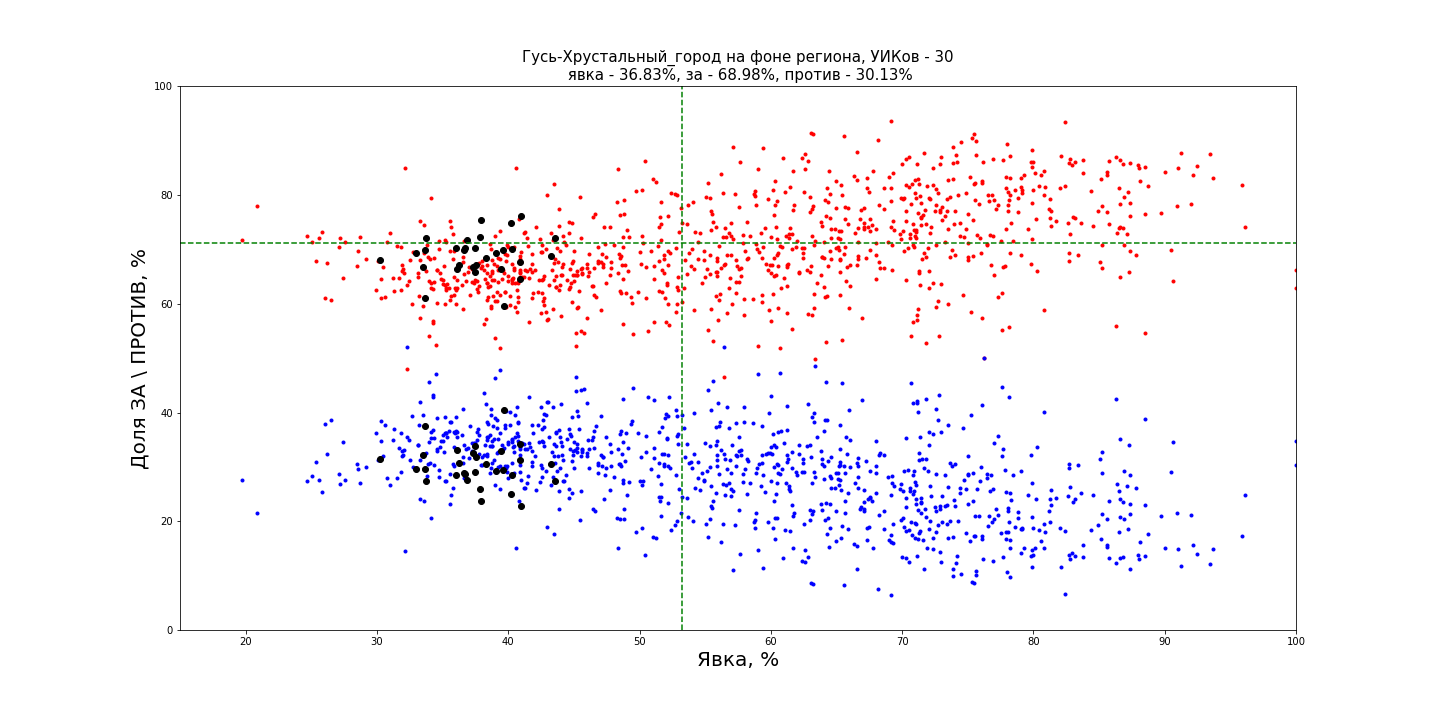 Гусь-Хрустальный_город на фоне региона, УИКов - 30
явка - 36.83%, за - 68.98%, против - 30.13%
Доля ЗА \ ПРОТИВ, %
100
80
60
40
20
0
20 30 40 50 60 70 80 90 100
Явка, %